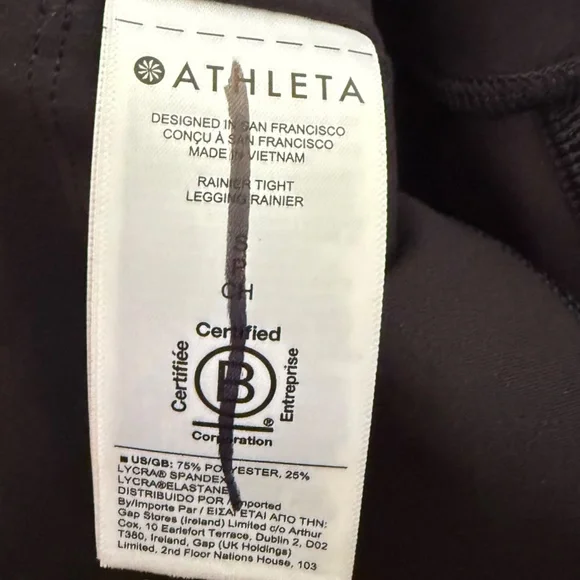 ATHLETA
DESIGNED IN SAN FRANCISCO
CONÇU À SAN FRANCISCO
MADE IN VIETNAM
RAINIER TIGHT
LEGGING RAINIER
S
P
CH
Certified
Certifiée
B
Entreprise
®
Corporation
■ US/GB: 75% POLYESTER, 25%
LYCRA® SPANDEX/
LYCRA®ELASTANE
DISTRIBUIDO POR / Imported
By/Importe Par / ΕΙΣΑΓΕΤΑΙ ΑΠΟ ΤΗΝ:
Gap Stores (Ireland) Limited c/o Arthur
Cox, 10 Earlsfort Terrace, Dublin 2, D02
T380, Ireland, Gap (UK Holdings)
Limited, 2nd Floor Nations House, 103